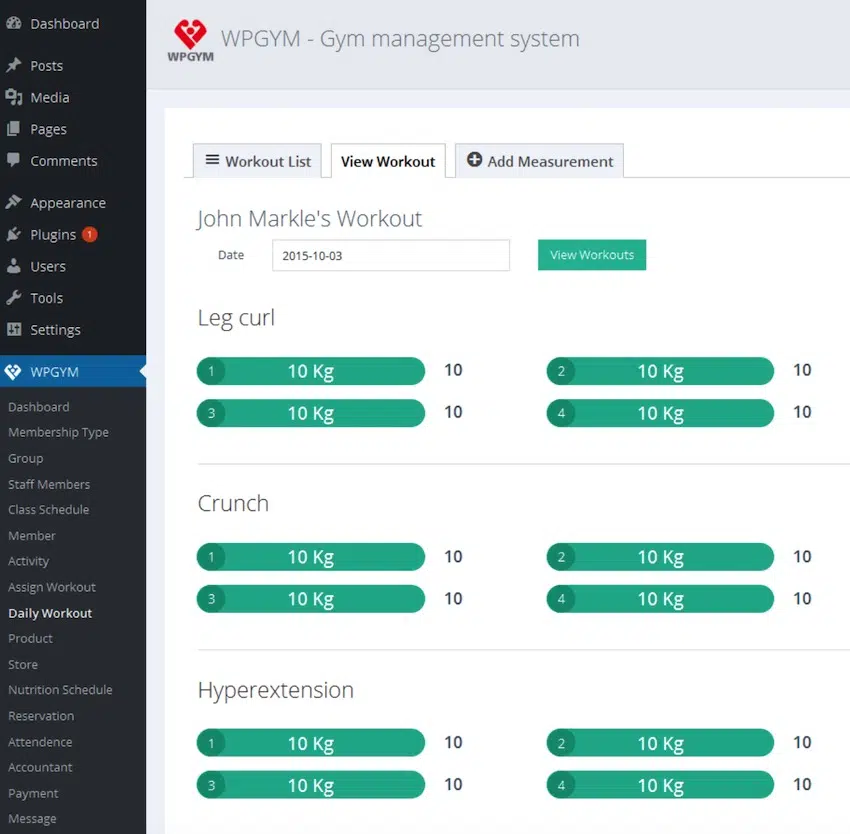 Dashboard
Posts
Media
Pages
Comments
Appearance
Plugins 1
Users
Tools
Settings
WPGYM
Dashboard
Membership Type
Group
Staff Members
Class Schedule
Member
Activity
Assign Workout
Daily Workout
Product
Store
Nutrition Schedule
Reservation
Attendence
Accountant
Payment
Message
WPGYM
WPGYM - Gym management system
Workout List View Workout Add Measurement
John Markle's Workout
Date 2015-10-03 View Workouts
Leg curl
1 10 Kg 10 2 10 Kg 10
3 10 Kg 10 4 10 Kg 10
Crunch
1 10 Kg 10 2 10 Kg 10
3 10 Kg 10 4 10 Kg 10
Hyperextension
1 10 Kg 10 2 10 Kg 10
3 10 Kg 10 4 10 Kg 10